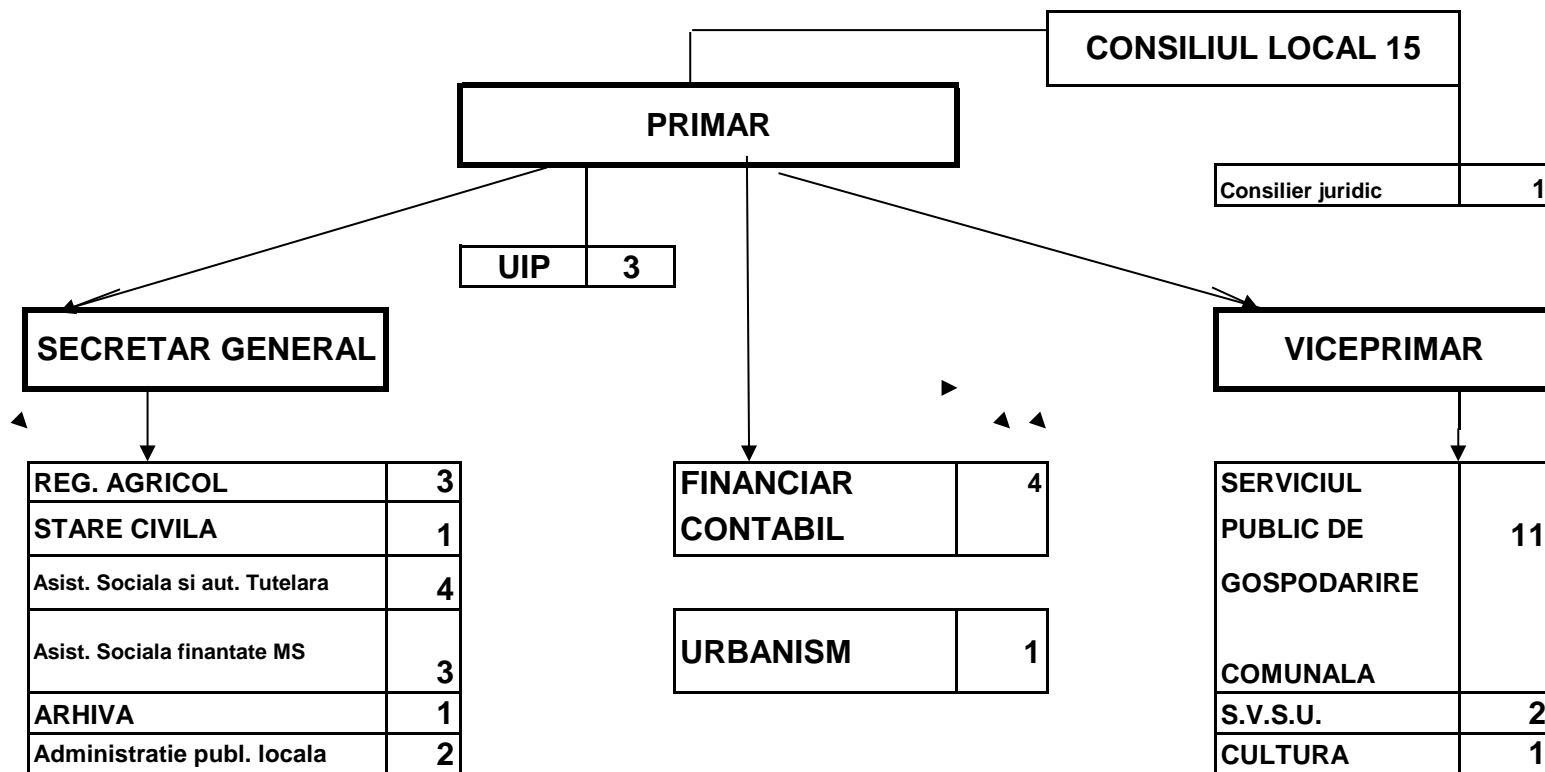 CONSILIUL LOCAL 15
PRIMAR
Consilier juridic 1
UIP 3
SECRETAR GENERAL
VICEPRIMAR
REG. AGRICOL 3
STARE CIVILA 1
Asist. Sociala si aut. Tutelara 4
Asist. Sociala finantate MS 3
ARHIVA 1
Administratie publ. locala 2
FINANCIAR 4
CONTABIL
URBANISM 1
SERVICIUL
PUBLIC DE 11
GOSPODARIRE
COMUNALA
S.V.S.U. 2
CULTURA 1